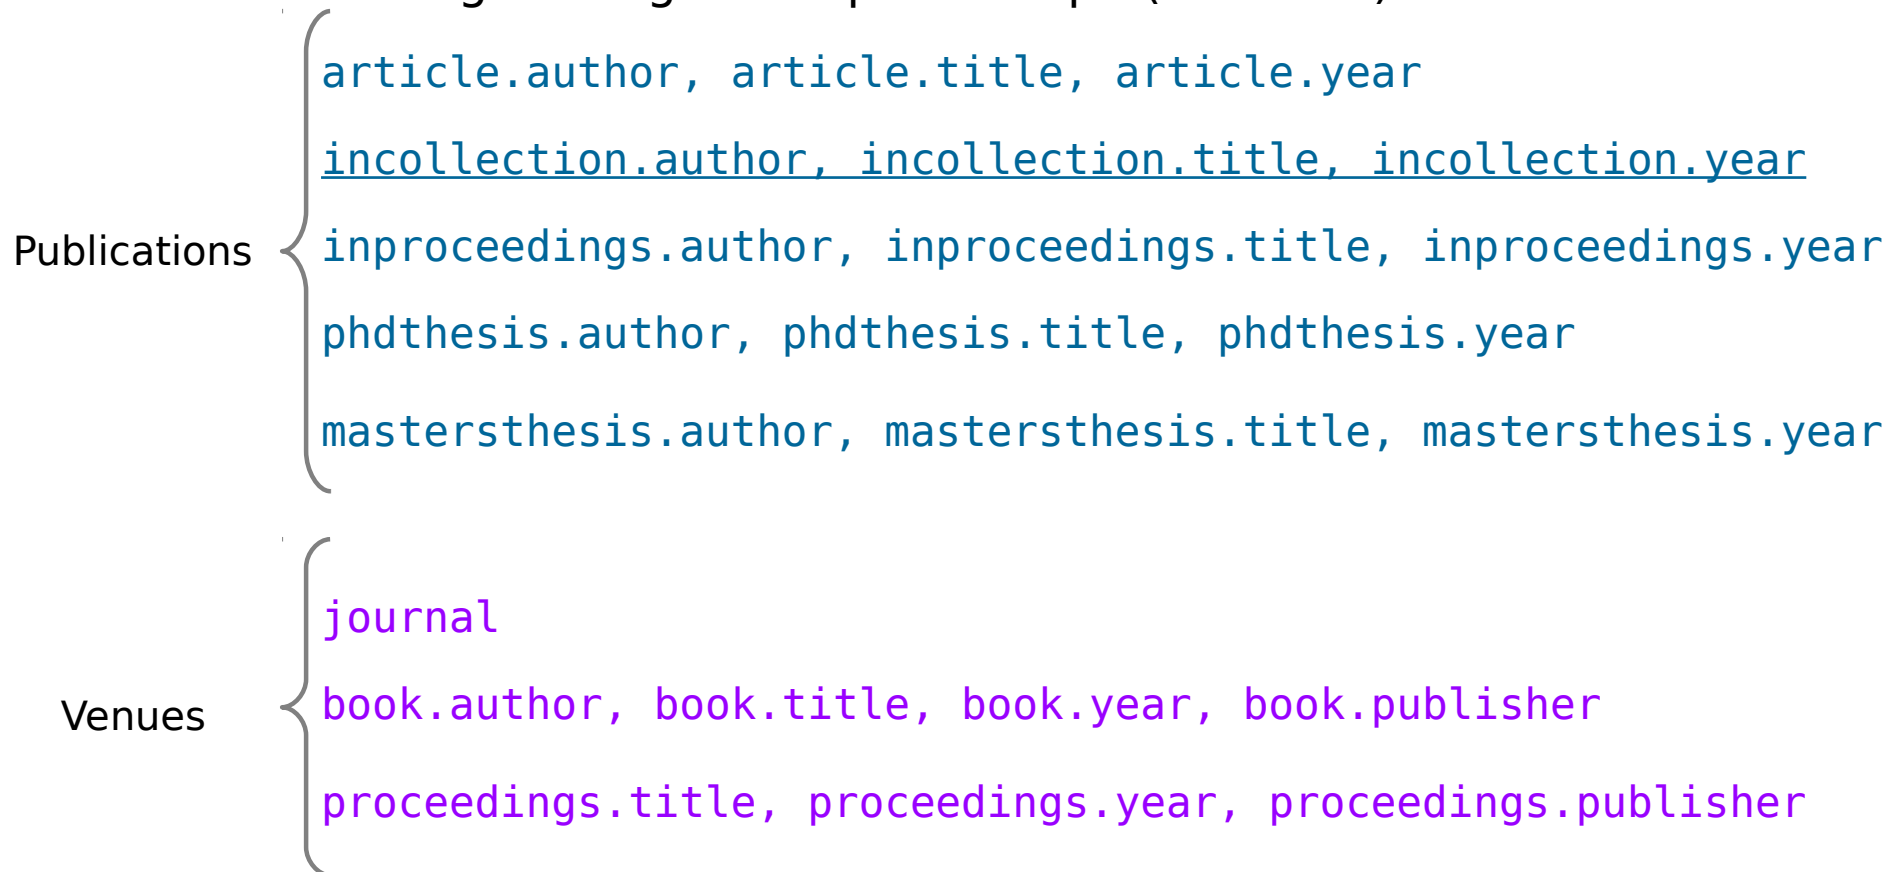 article.author, article.title, article.year
incollection.author, incollection.title, incollection.year
Publications
inproceedings.author, inproceedings.title, inproceedings.year
phdthesis.author, phdthesis.title, phdthesis.year
mastersthesis.author, mastersthesis.title, mastersthesis.year
journal
Venues
book.author, book.title, book.year, book.publisher
proceedings.title, proceedings.year, proceedings.publisher